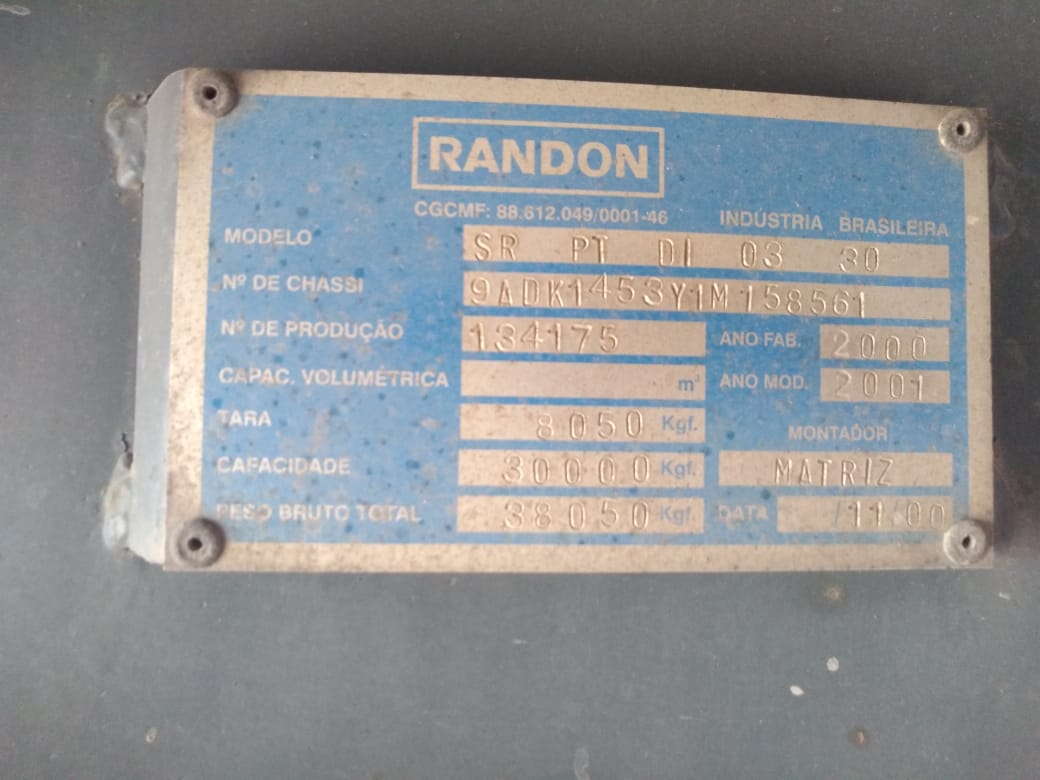 RANDON
CGCMF: 88.612.049/0001-46 INDÚSTRIA BRASILEIRA
MODELO SR PT DI 03 30
Nº DE CHASSI 9ADK1453Y1M158561
Nº DE PRODUÇÃO 134175 ANO FAB. 2000
CAPAC. VOLUMÉTRICA m³ ANO MOD. 2001
TARA 8050 Kgf. MONTADOR
CAPACIDADE 30000 Kgf. MATRIZ
PESO BRUTO TOTAL 38050 Kgf. DATA /11/00